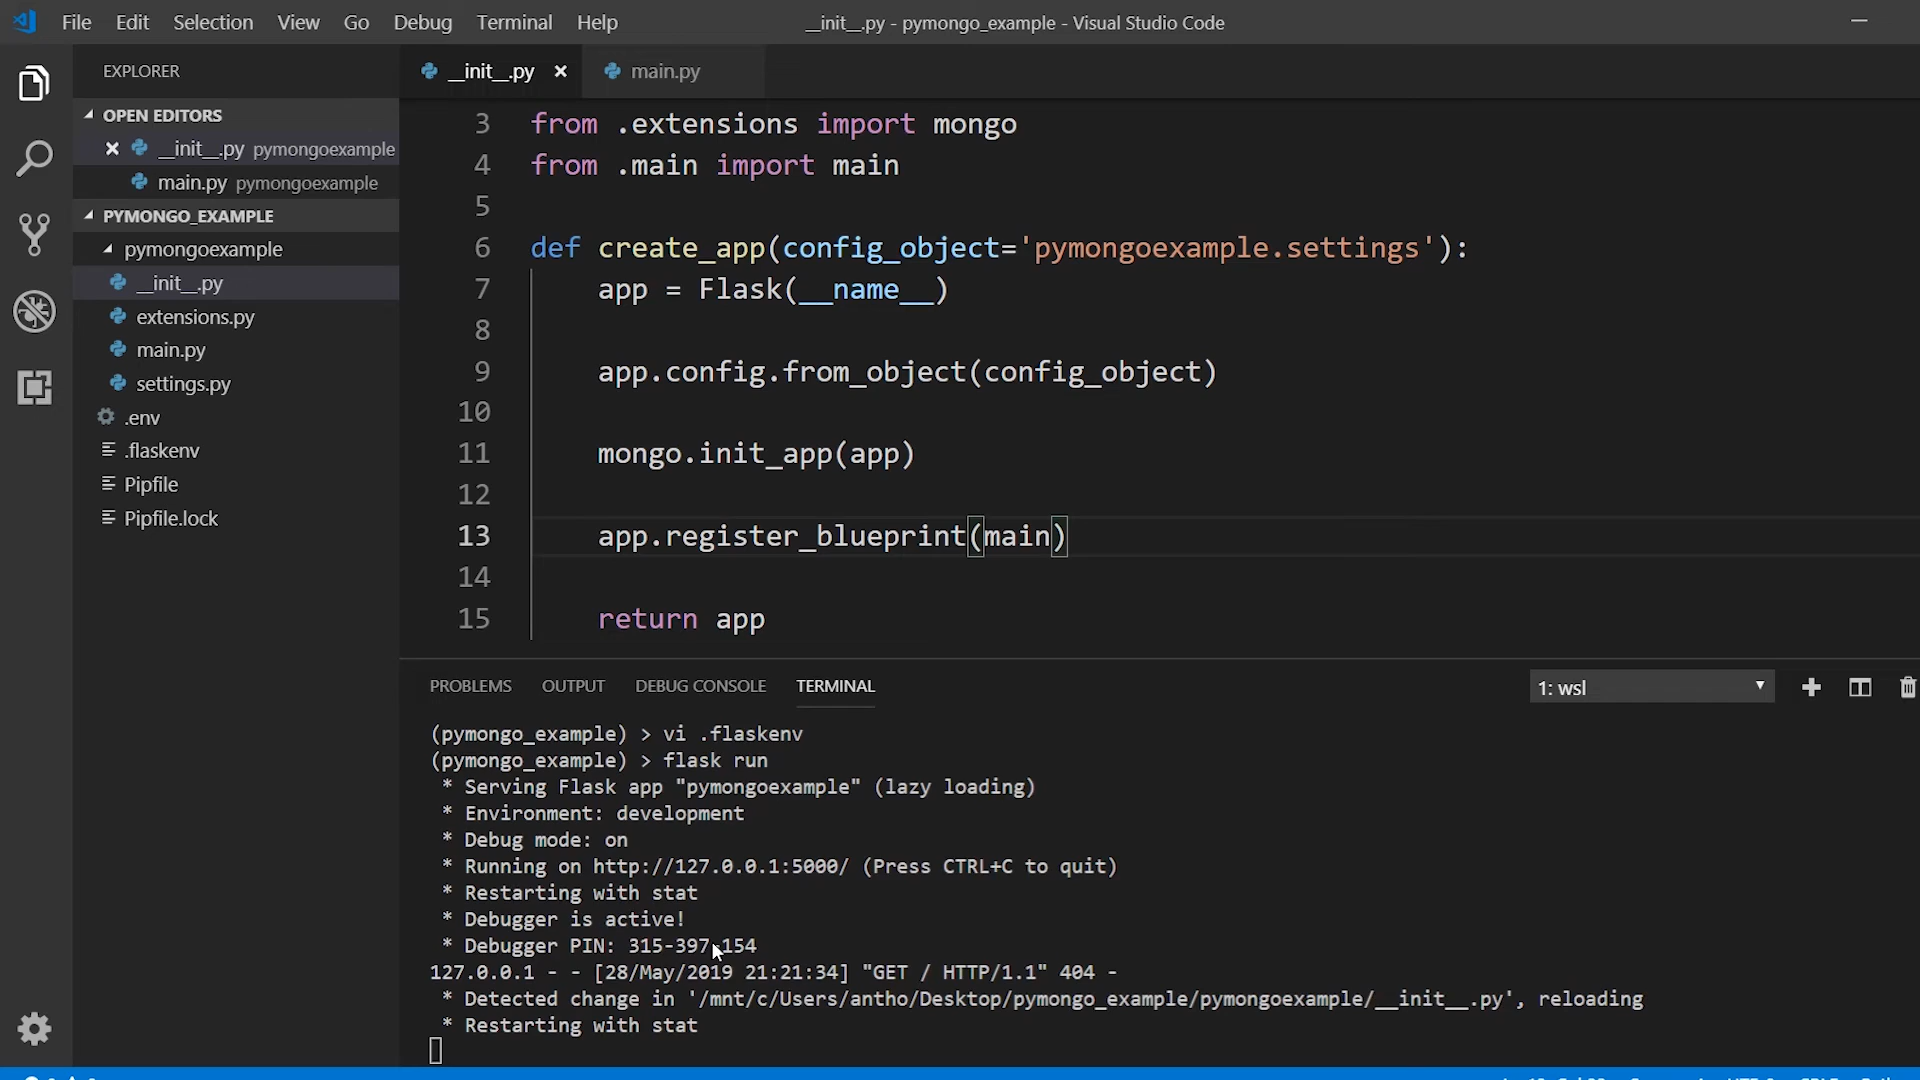 File Edit Selection View Go Debug Terminal Help
__init__.py - pymongo_example - Visual Studio Code
EXPLORER
OPEN EDITORS
__init__.py pymongoexample
main.py pymongoexample
PYMONGO_EXAMPLE
pymongoexample
__init__.py
extensions.py
main.py
settings.py
.env
.flaskenv
Pipfile
Pipfile.lock
__init__.py
main.py
3 from .extensions import mongo
4 from .main import main
5
6 def create_app(config_object='pymongoexample.settings'):
7 app = Flask(__name__)
8
9 app.config.from_object(config_object)
10
11 mongo.init_app(app)
12
13 app.register_blueprint(main)
14
15 return app
PROBLEMS OUTPUT DEBUG CONSOLE TERMINAL
1: wsl
(pymongo_example) > vi .flaskenv
(pymongo_example) > flask run
* Serving Flask app "pymongoexample" (lazy loading)
* Environment: development
* Debug mode: on
* Running on http://127.0.0.1:5000/ (Press CTRL+C to quit)
* Restarting with stat
* Debugger is active!
* Debugger PIN: 315-397-154
127.0.0.1 - - [28/May/2019 21:21:34] "GET / HTTP/1.1" 404 -
* Detected change in '/mnt/c/Users/antho/Desktop/pymongo_example/pymongoexample/__init__.py', reloading
* Restarting with stat